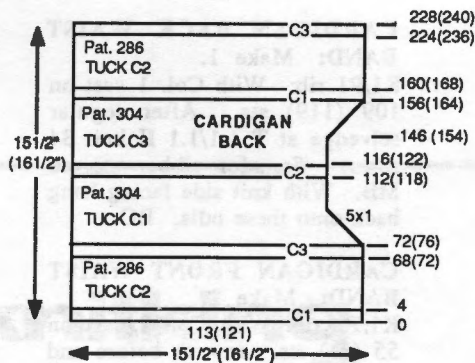 C3
228(240)
224(236)
Pat. 286
TUCK C2
C1
160(168)
156(164)
Pat. 304
TUCK C3
CARDIGAN
BACK
146 (154)
151/2"
(161/2")
C2
116(122)
112(118)
Pat. 304
TUCK C1
5x1
C3
72(76)
68(72)
Pat. 286
TUCK C2
4
C1
0
113(121)
151/2"(161/2")